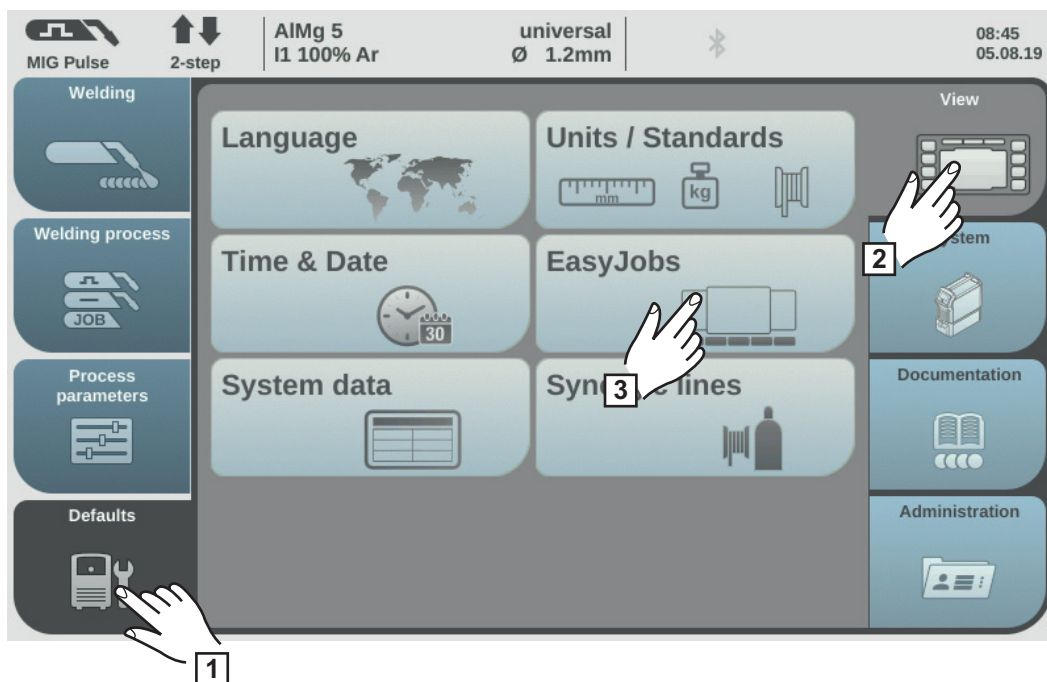 MIG Pulse
2-step
AlMg 5
I1 100% Ar
universal
Ø 1.2mm
08:45
05.08.19
Welding
Welding process
JOB
Process
parameters
Defaults
Language
Units / Standards
mm
kg
Time & Date
30
EasyJobs
System data
lines
View
Documentation
Administration
1
2
3